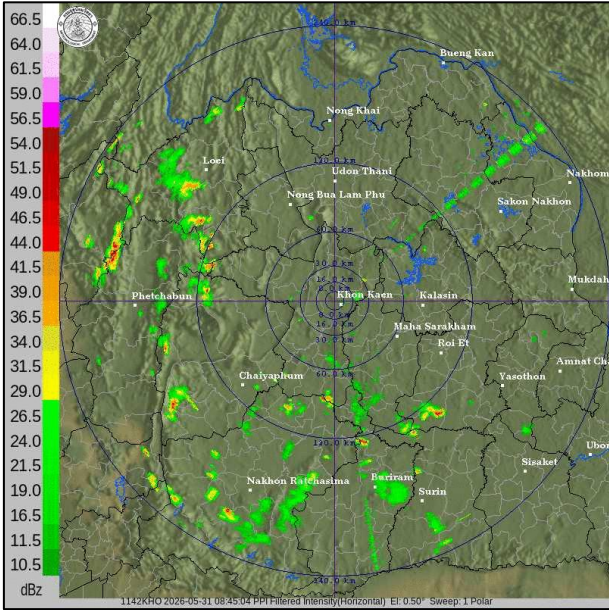 66.5
64.0
61.5
59.0
56.5
54.0
51.5
49.0
46.5
44.0
41.5
39.0
36.5
34.0
31.5
29.0
26.5
24.0
21.5
19.0
16.5
11.5
10.5
dBz
Bueng Kan
Nong Khai
Loei
Udon Thani
Nakhom
Nong Bua Lam Phu
Sakon Nakhon
Mukdah
Phetchabun
Khon Kaen
Kalasin
Maha Sarakham
Roi Et
Amnat Cha
Chaiyaphum
Yasothon
120.0 km
Ubon
Sisaket
Nakhon Ratchasima
Buriram
Surin
1142KHO 2026-05-31 08:45:04 PPI Filtered Intensity(Horizontal) El: 0.50° Sweep: 1 Polar